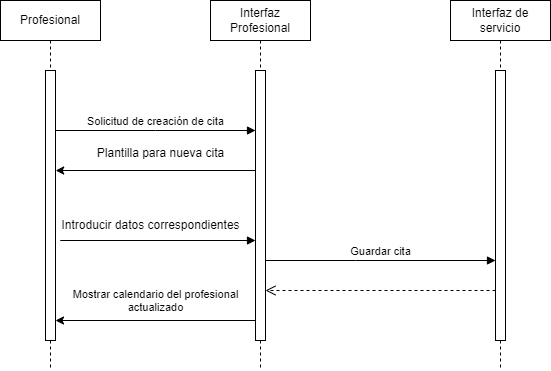 Profesional
Interfaz
Profesional
Interfaz de
servicio
Solicitud de creación de cita
Plantilla para nueva cita
Introducir datos correspondientes
Guardar cita
Mostrar calendario del profesional
actualizado